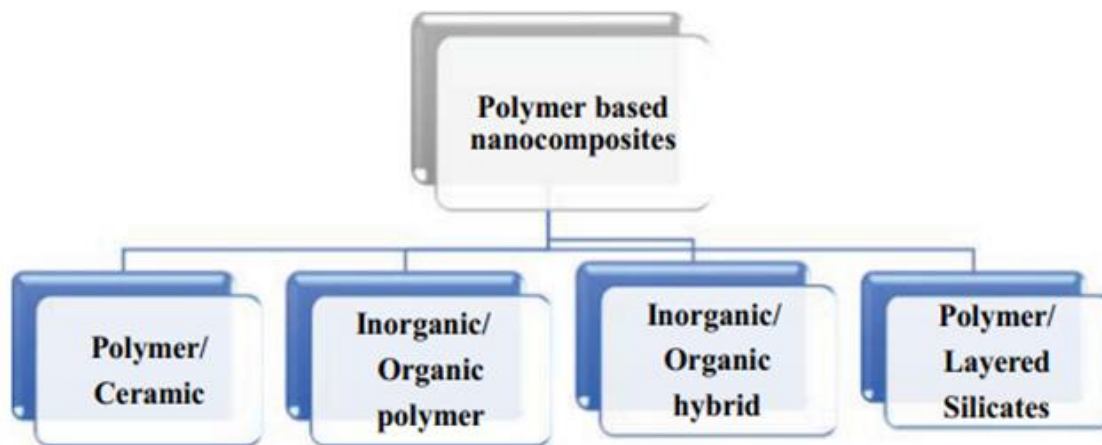 Polymer based
nanocomposites
Polymer/
Ceramic
Inorganic/
Organic
polymer
Inorganic/
Organic
hybrid
Polymer/
Layered
Silicates